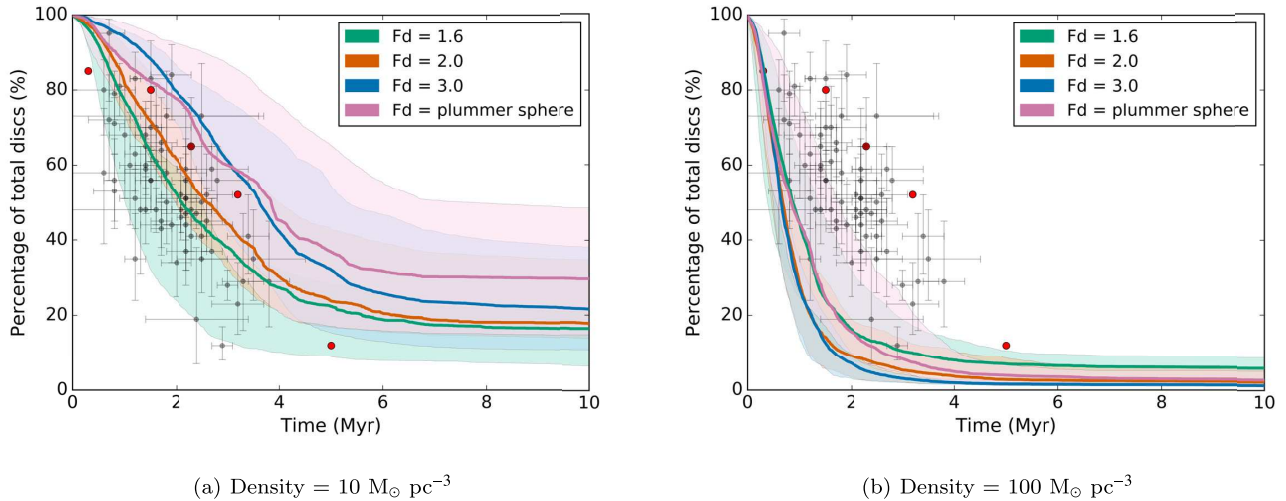 100
80
60
40
20
0
Percentage of total discs (%)
0 2 4 6 8 10
Time (Myr)
Fd = 1.6
Fd = 2.0
Fd = 3.0
Fd = plummer sphere
(a) Density = 10 M⊙ pc⁻³
100
80
60
40
20
0
Percentage of total discs (%)
0 2 4 6 8 10
Time (Myr)
Fd = 1.6
Fd = 2.0
Fd = 3.0
Fd = plummer sphere
(b) Density = 100 M⊙ pc⁻³